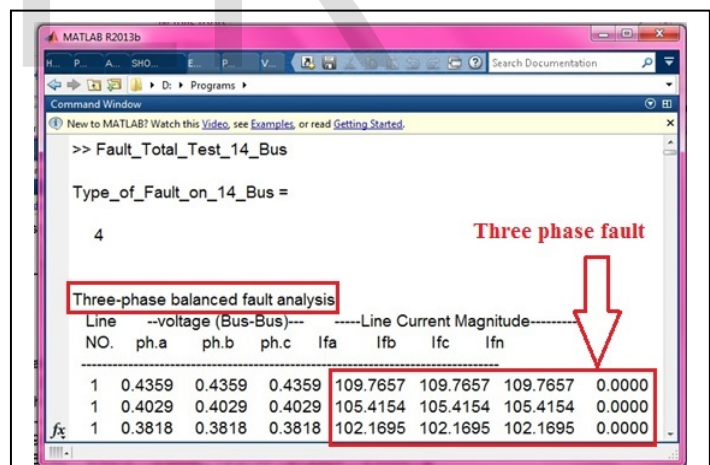 MATLAB R2013b
H... P... A... SHO... E... P... V... Search Documentation
D: Programs
Command Window
New to MATLAB? Watch this Video, see Examples, or read Getting Started.
>> Fault_Total_Test_14_Bus
Type_of_Fault_on_14_Bus =
4
Three phase fault
Three-phase balanced fault analysis
Line --voltage (Bus-Bus)--- -----Line Current Magnitude---------
NO. ph.a ph.b ph.c Ifa Ifb Ifc Ifn
1 0.4359 0.4359 0.4359 109.7657 109.7657 109.7657 0.0000
1 0.4029 0.4029 0.4029 105.4154 105.4154 105.4154 0.0000
fx 1 0.3818 0.3818 0.3818 102.1695 102.1695 102.1695 0.0000